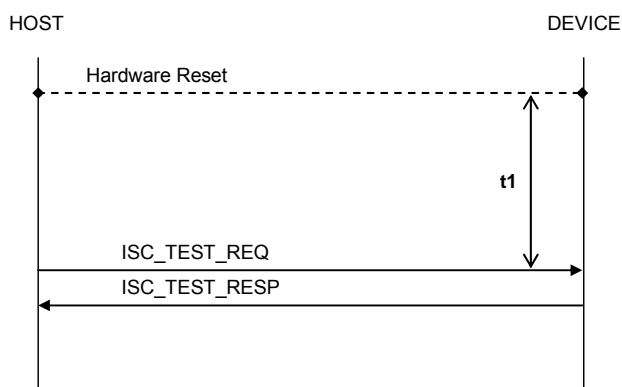 HOST DEVICE
Hardware Reset
t1
ISC_TEST_REQ
ISC_TEST_RESP